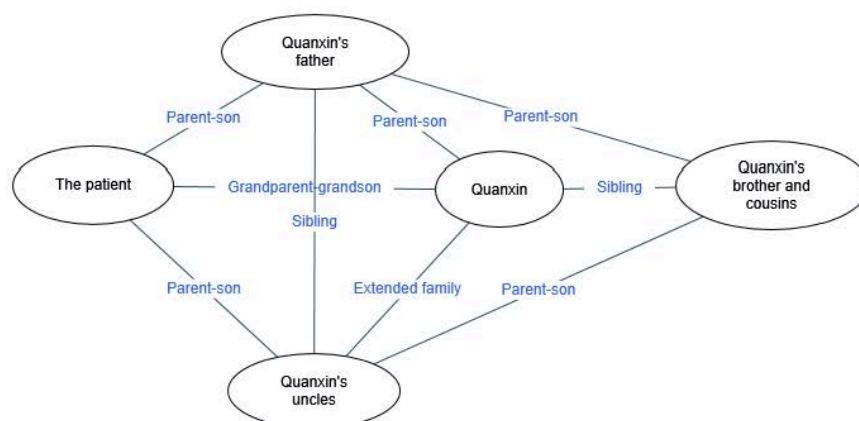 Quanxin's
father
Parent-son
Parent-son
Parent-son
The patient
Grandparent-grandson
Quanxin
Sibling
Quanxin's
brother and
cousins
Sibling
Parent-son
Extended family
Parent-son
Quanxin's
uncles